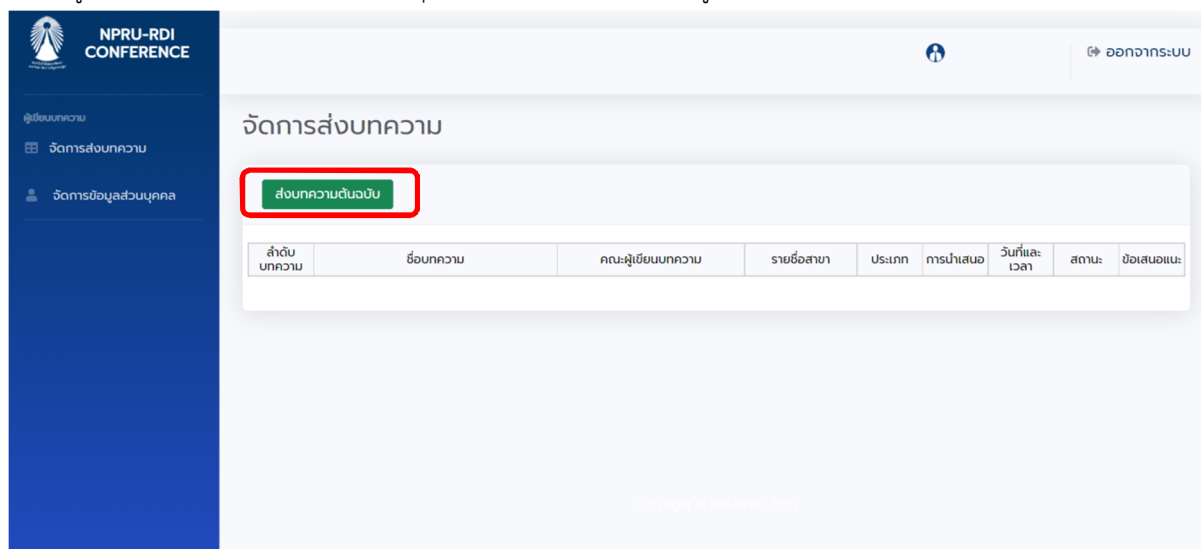 NPRU-RDI
CONFERENCE
ออกจากระบบ
ผู้เขียนบทความ
จัดการส่งบทความ
จัดการข้อมูลส่วนบุคคล
จัดการส่งบทความ
ส่งบทความต้นฉบับ
ลำดับบทความ ชื่อบทความ คณะผู้เขียนบทความ รายชื่อสาขา ประเภท การนำเสนอ วันที่และเวลา สถานะ ข้อเสนอแนะ